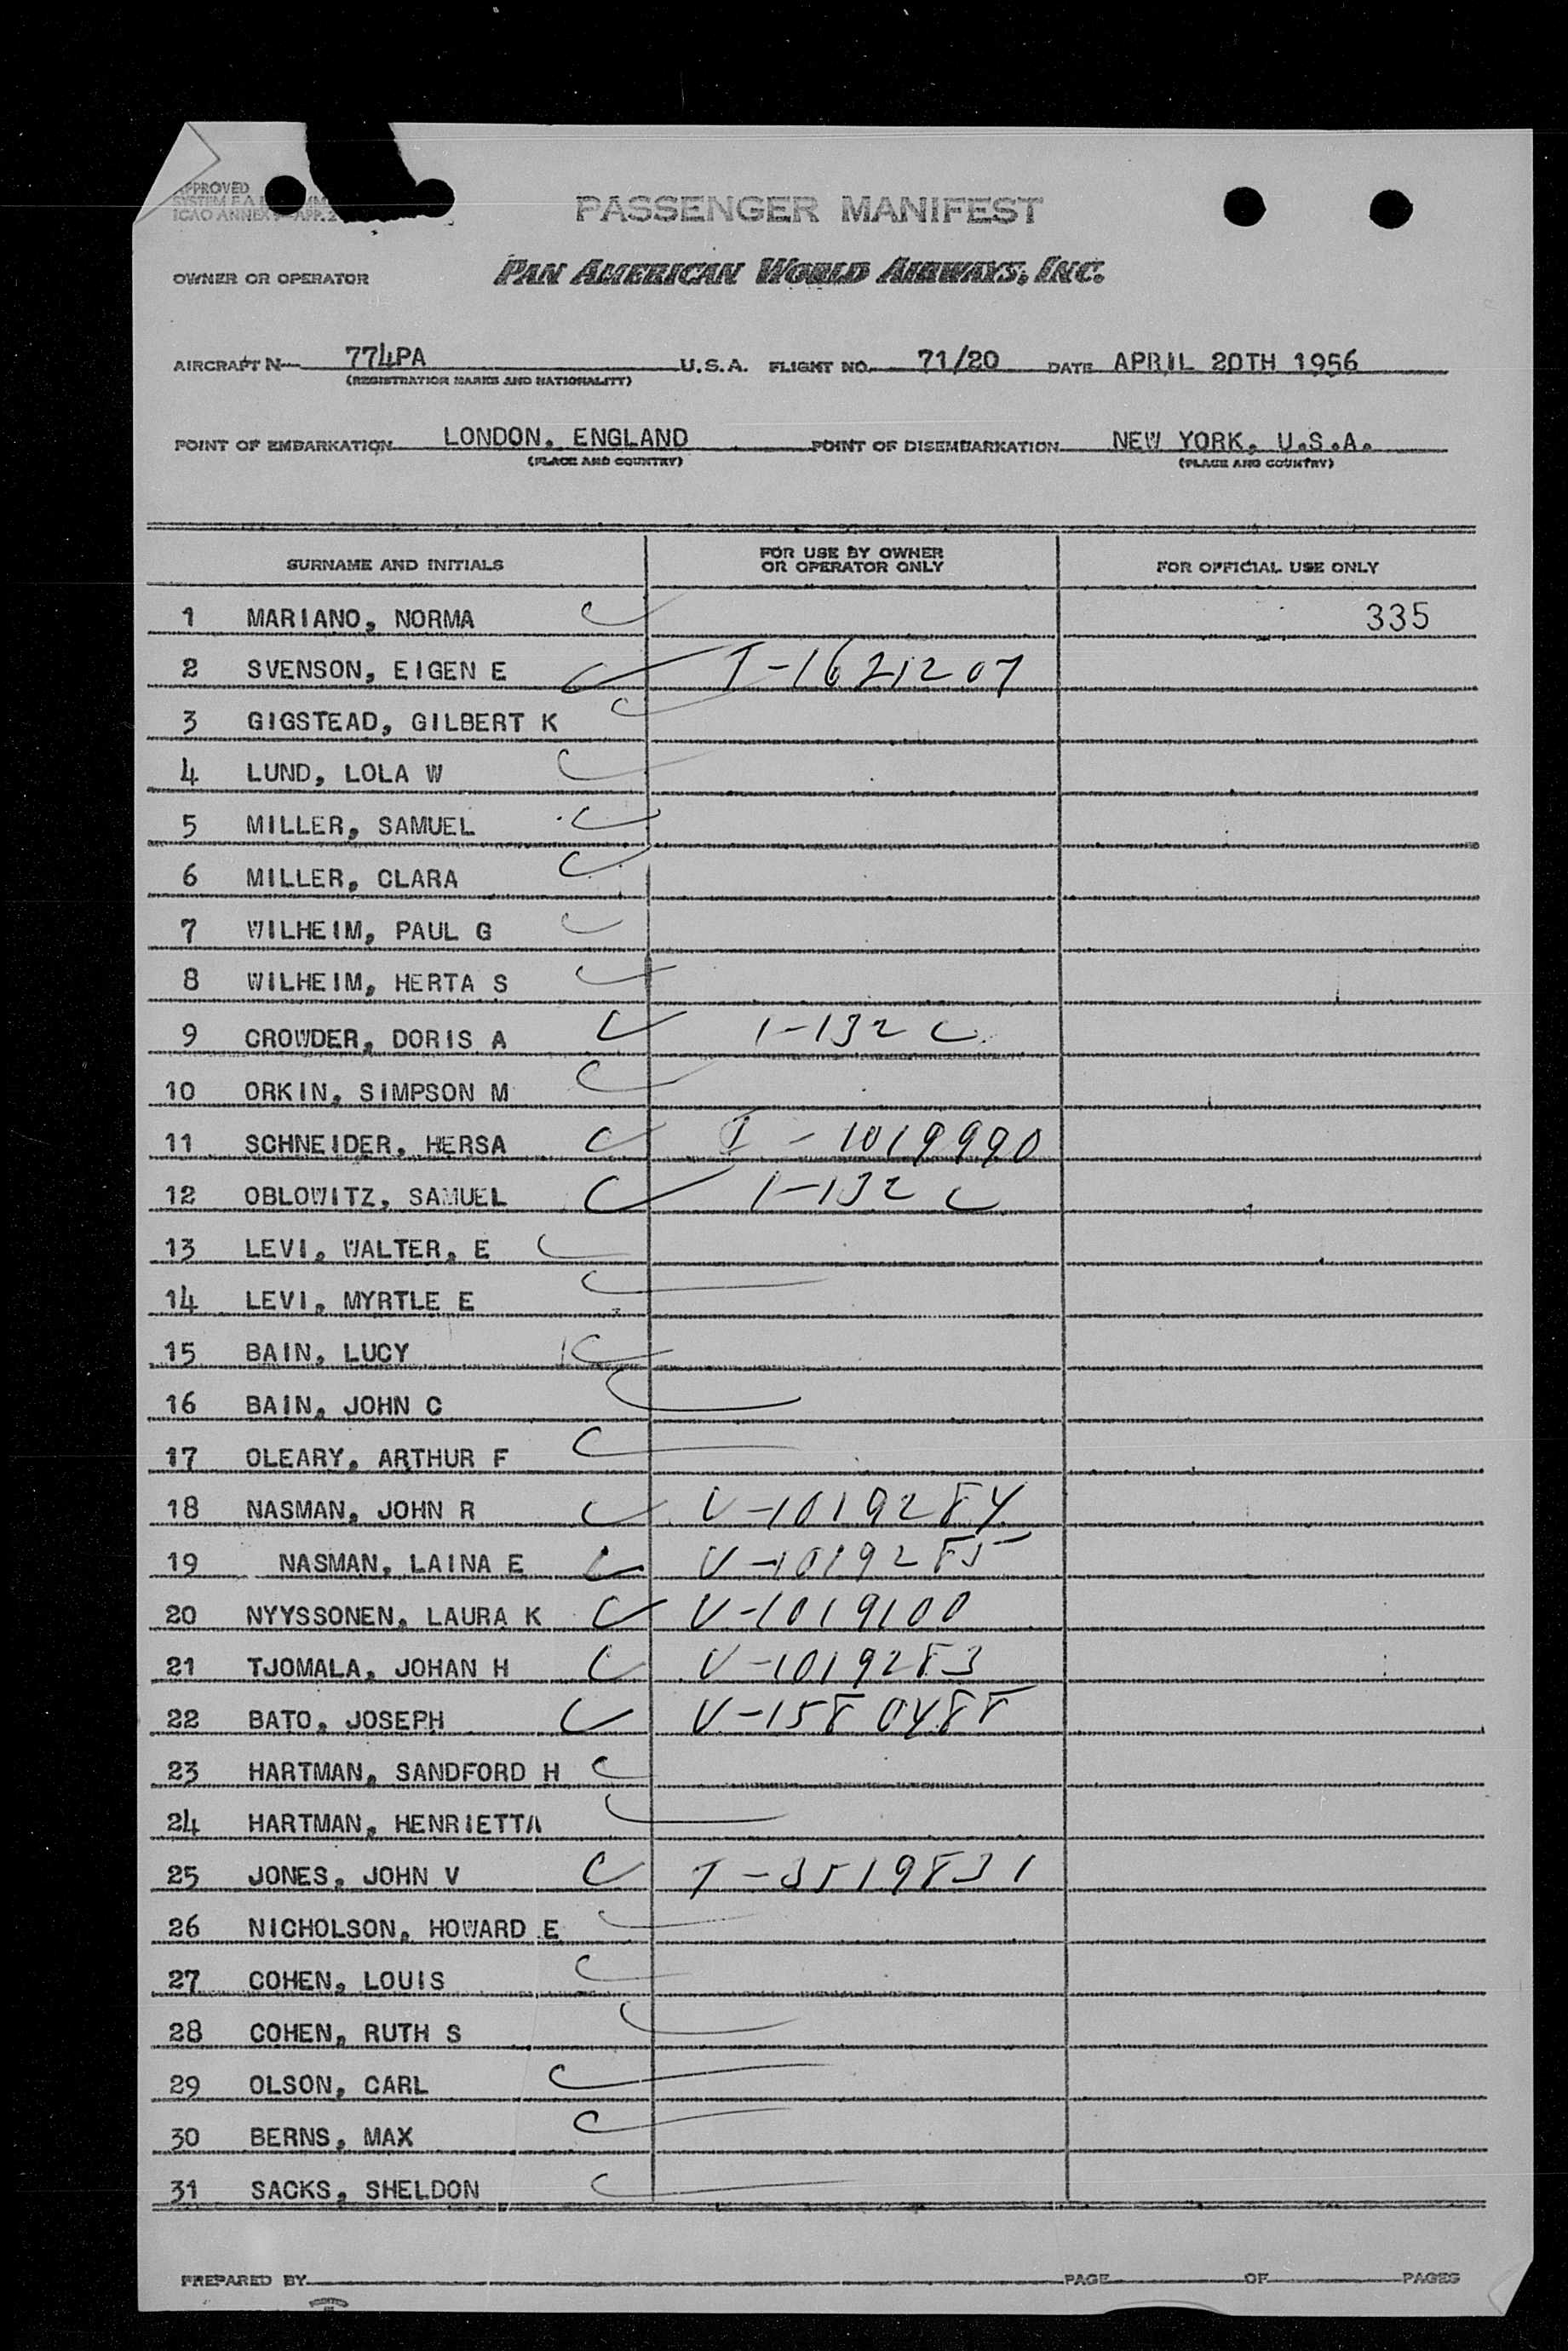 APPROVED
SYSTEM F.A.L.
ICAO ANNEX 9 APP. 2
PASSENGER MANIFEST
OWNER OR OPERATOR PAN AMERICAN WORLD AIRWAYS, INC.
AIRCRAFT N 774PA U.S.A. FLIGHT NO. 71/20 DATE APRIL 20TH 1956
(REGISTRATION MARKS AND NATIONALITY)
POINT OF EMBARKATION LONDON, ENGLAND POINT OF DISEMBARKATION NEW YORK, U.S.A.
(PLACE AND COUNTRY) (PLACE AND COUNTRY)
SURNAME AND INITIALS FOR USE BY OWNER OR OPERATOR ONLY FOR OFFICIAL USE ONLY
1 MARIANO, NORMA 335
2 SVENSON, EIGEN E T-1621207
3 GIGSTEAD, GILBERT K
4 LUND, LOLA W
5 MILLER, SAMUEL
6 MILLER, CLARA
7 WILHEIM, PAUL G
8 WILHEIM, HERTA S
9 CROWDER, DORIS A 1-132 C
10 ORKIN, SIMPSON M
11 SCHNEIDER, HERSA I-1019990
12 OBLOWITZ, SAMUEL 1-132 C
13 LEVI, WALTER, E
14 LEVI, MYRTLE E
15 BAIN, LUCY
16 BAIN, JOHN C
17 OLEARY, ARTHUR F
18 NASMAN, JOHN R V-1019284
19 NASMAN, LAINA E V-1019285
20 NYYSSONEN, LAURA K V-1019100
21 TJOMALA, JOHAN H V-1019283
22 BATO, JOSEPH V-1580488
23 HARTMAN, SANDFORD H
24 HARTMAN, HENRIETTA
25 JONES, JOHN V T-3519831
26 NICHOLSON, HOWARD E
27 COHEN, LOUIS
28 COHEN, RUTH S
29 OLSON, CARL
30 BERNS, MAX
31 SACKS, SHELDON
PREPARED BY PAGE OF PAGES